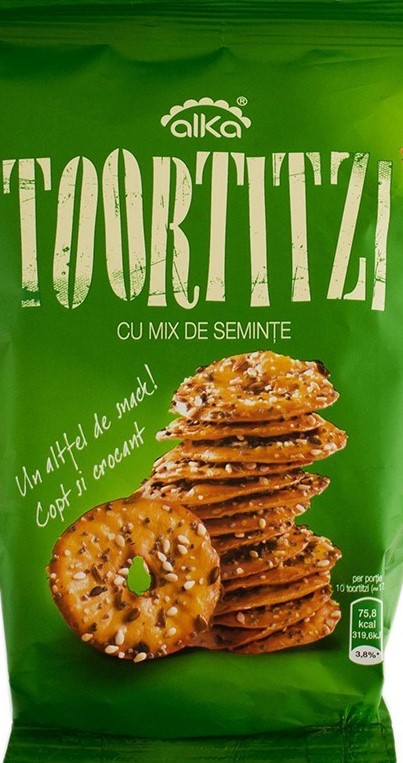 alka®
TOORTITZI
CU MIX DE SEMINȚE
Un altfel de snack!
Copt si crocant
per porție
10 toortitzi
75,8
kcal
319,6kJ
3,8%*